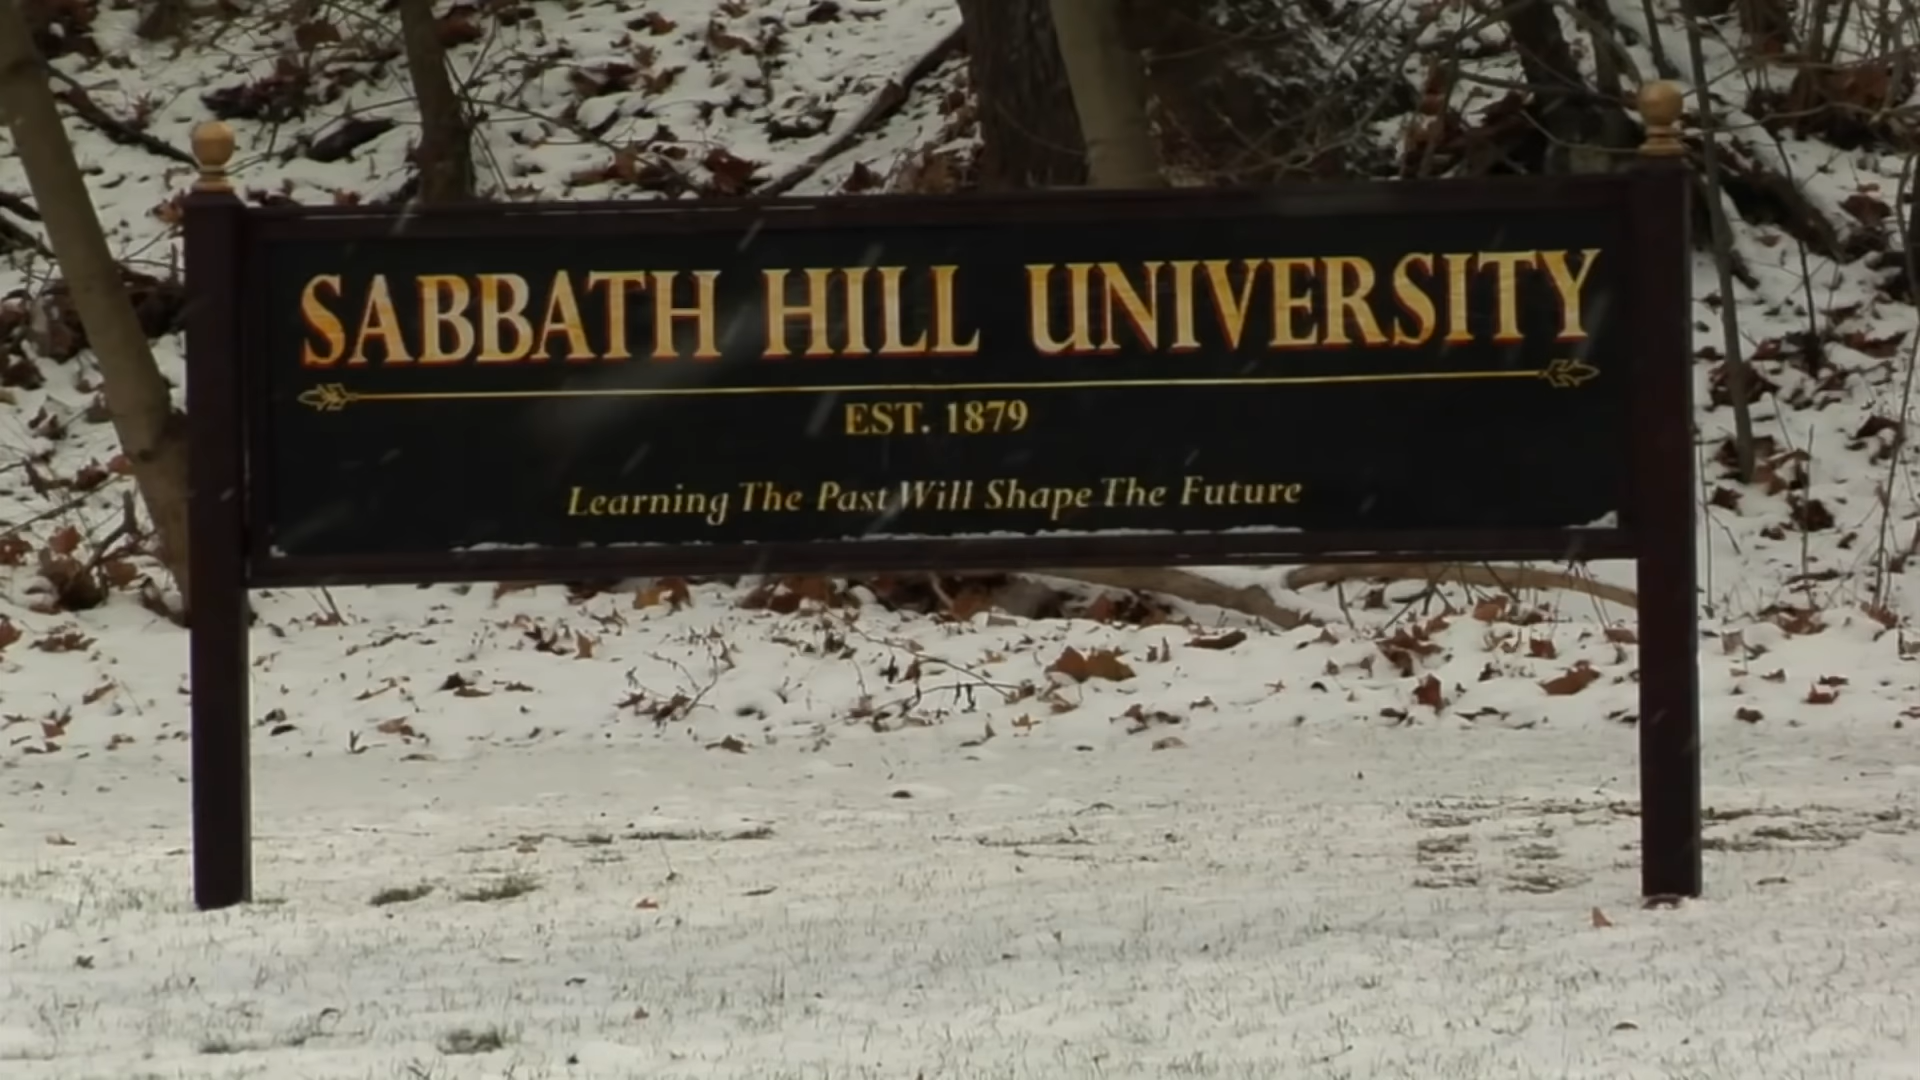 SABBATH HILL UNIVERSITY
EST. 1879
Learning The Past Will Shape The Future